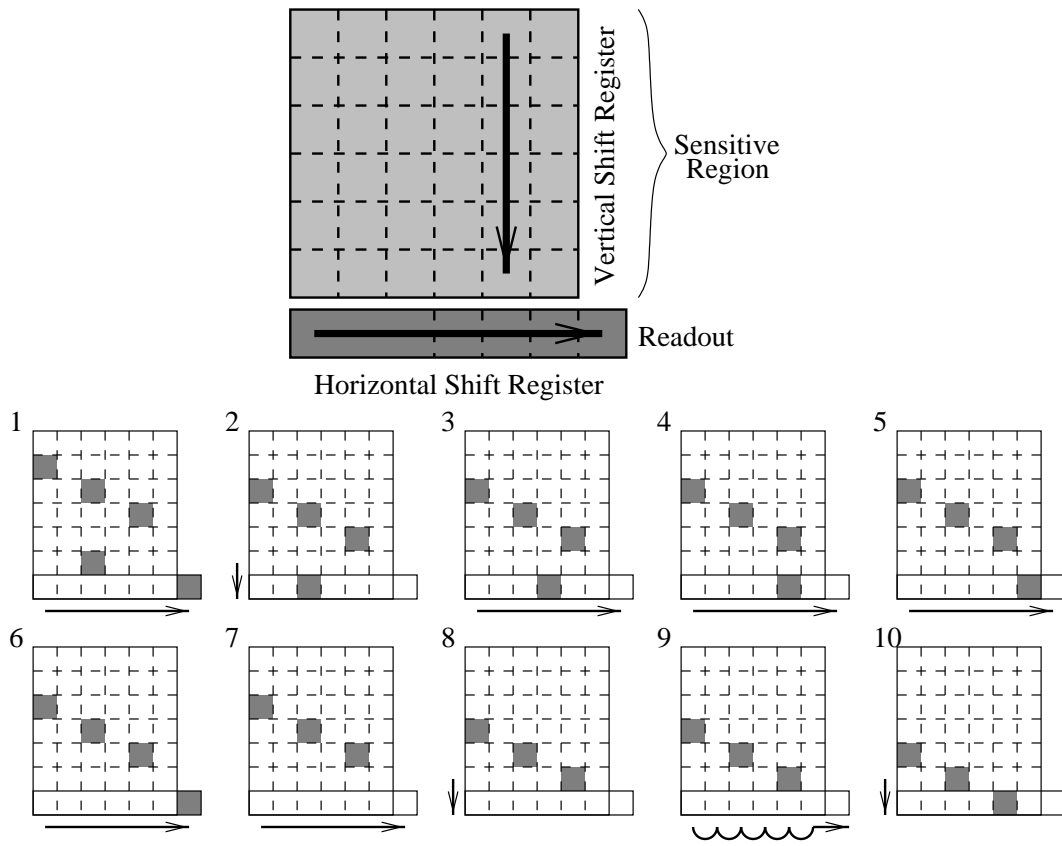 Vertical Shift Register
Sensitive
Region
Readout
Horizontal Shift Register
1
2
3
4
5
6
7
8
9
10